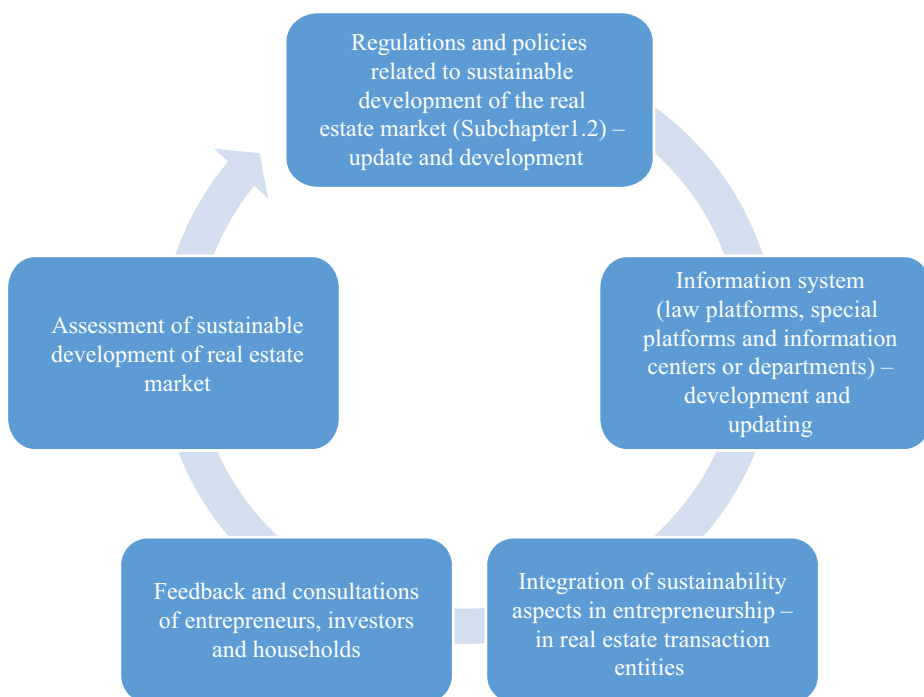 Regulations and policies
related to sustainable
development of the real
estate market (Subchapter1.2) –
update and development
Information system
(law platforms, special
platforms and information
centers or departments) –
development and
updating
Integration of sustainability
aspects in entrepreneurship –
in real estate transaction
entities
Feedback and consultations
of entrepreneurs, investors
and households
Assessment of sustainable
development of real estate
market